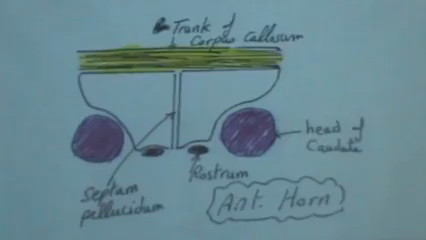 Trunk of
Corpus Callosum
head of
Caudate
Rostrum
Septum
pellucidum
Ant. Horn